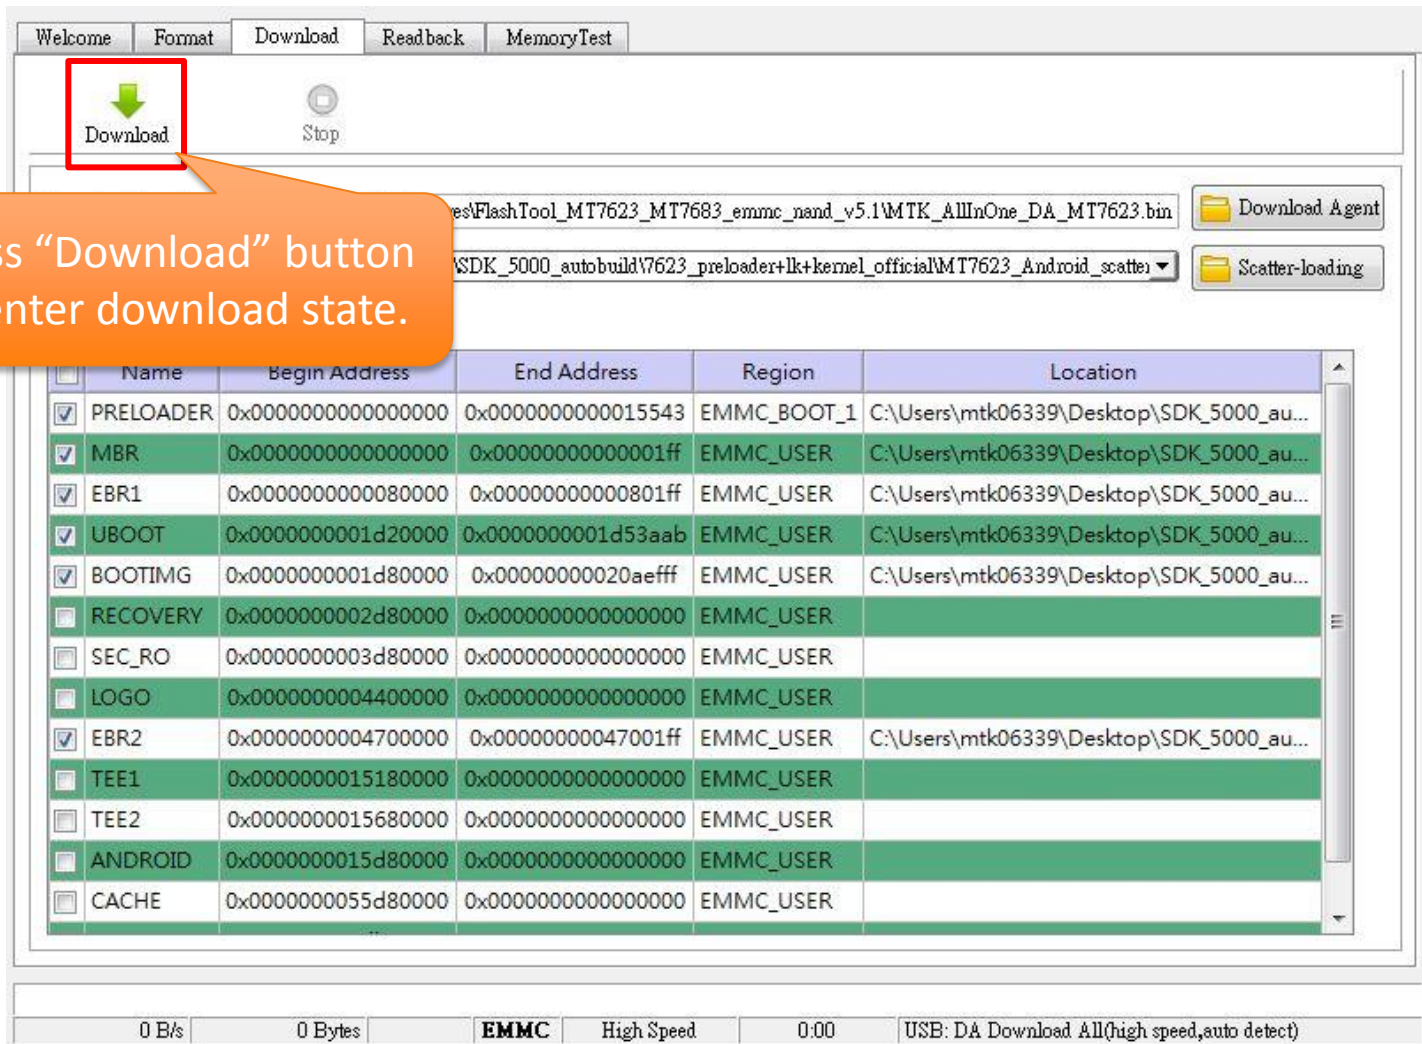 Welcome Format Download Readback MemoryTest
Download Stop
es\FlashTool_MT7623_MT7683_emmc_nand_v5.1\MTK_AllInOne_DA_MT7623.bin Download Agent
ss “Download” button
\SDK_5000_autobuild\7623_preloader+lk+kernel_official\MT7623_Android_scatter Scatter-loading
enter download state.
Name Begin Address End Address Region Location
PRELOADER 0x0000000000000000 0x0000000000015543 EMMC_BOOT_1 C:\Users\mtk06339\Desktop\SDK_5000_au...
MBR 0x0000000000000000 0x00000000000001ff EMMC_USER C:\Users\mtk06339\Desktop\SDK_5000_au...
EBR1 0x0000000000080000 0x00000000000801ff EMMC_USER C:\Users\mtk06339\Desktop\SDK_5000_au...
UBOOT 0x0000000001d20000 0x0000000001d53aab EMMC_USER C:\Users\mtk06339\Desktop\SDK_5000_au...
BOOTIMG 0x0000000001d80000 0x00000000020aefff EMMC_USER C:\Users\mtk06339\Desktop\SDK_5000_au...
RECOVERY 0x0000000002d80000 0x0000000000000000 EMMC_USER
SEC_RO 0x0000000003d80000 0x0000000000000000 EMMC_USER
LOGO 0x0000000004400000 0x0000000000000000 EMMC_USER
EBR2 0x0000000004700000 0x00000000047001ff EMMC_USER C:\Users\mtk06339\Desktop\SDK_5000_au...
TEE1 0x0000000015180000 0x0000000000000000 EMMC_USER
TEE2 0x0000000015680000 0x0000000000000000 EMMC_USER
ANDROID 0x0000000015d80000 0x0000000000000000 EMMC_USER
CACHE 0x0000000055d80000 0x0000000000000000 EMMC_USER
0 B/s 0 Bytes EMMC High Speed 0:00 USB: DA Download All(high speed,auto detect)